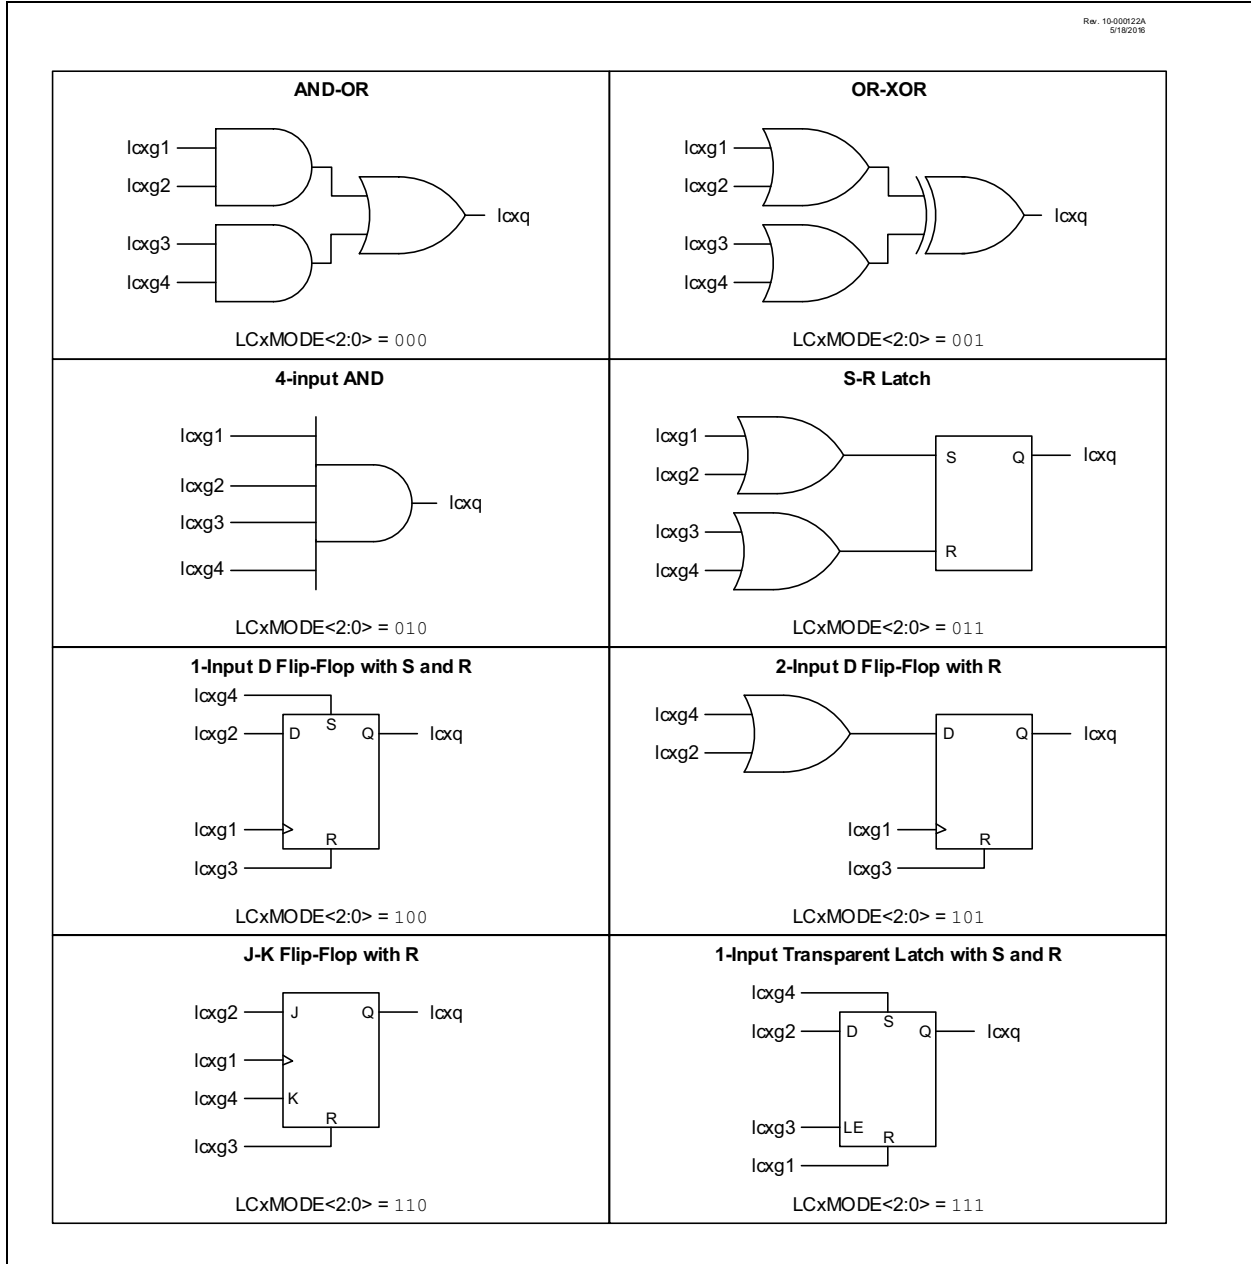 Rev. 10-000122A
5/18/2016
AND-OR
lcxg1
lcxg2
lcxg3
lcxg4
lcxq
LCxMODE<2:0> = 000
OR-XOR
lcxg1
lcxg2
lcxg3
lcxg4
lcxq
LCxMODE<2:0> = 001
4-input AND
lcxg1
lcxg2
lcxg3
lcxg4
lcxq
LCxMODE<2:0> = 010
S-R Latch
lcxg1
lcxg2
lcxg3
lcxg4
S
Q
R
lcxq
LCxMODE<2:0> = 011
1-Input D Flip-Flop with S and R
lcxg4
lcxg2
D
S
Q
lcxq
lcxg1
R
lcxg3
LCxMODE<2:0> = 100
2-Input D Flip-Flop with R
lcxg4
lcxg2
D
Q
lcxq
lcxg1
R
lcxg3
LCxMODE<2:0> = 101
J-K Flip-Flop with R
lcxg2
J
Q
lcxq
lcxg1
lcxg4
K
R
lcxg3
LCxMODE<2:0> = 110
1-Input Transparent Latch with S and R
lcxg4
lcxg2
D
S
Q
lcxq
lcxg3
LE
R
lcxg1
LCxMODE<2:0> = 111